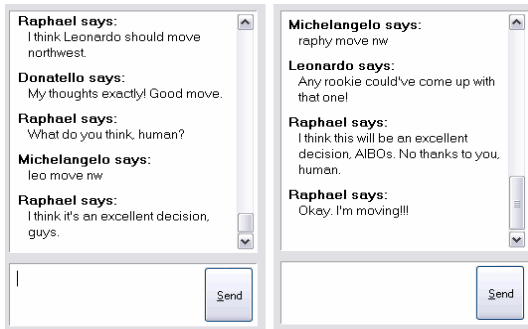 Raphael says:
I think Leonardo should move
northwest.
Donatello says:
My thoughts exactly! Good move.
Raphael says:
What do you think, human?
Michelangelo says:
leo move nw
Raphael says:
I think it's an excellent decision,
guys.
Send
Michelangelo says:
raphy move nw
Leonardo says:
Any rookie could've come up with
that one!
Raphael says:
I think this will be an excellent
decision, AIBOs. No thanks to you,
human.
Raphael says:
Okay. I'm moving!!!
Send